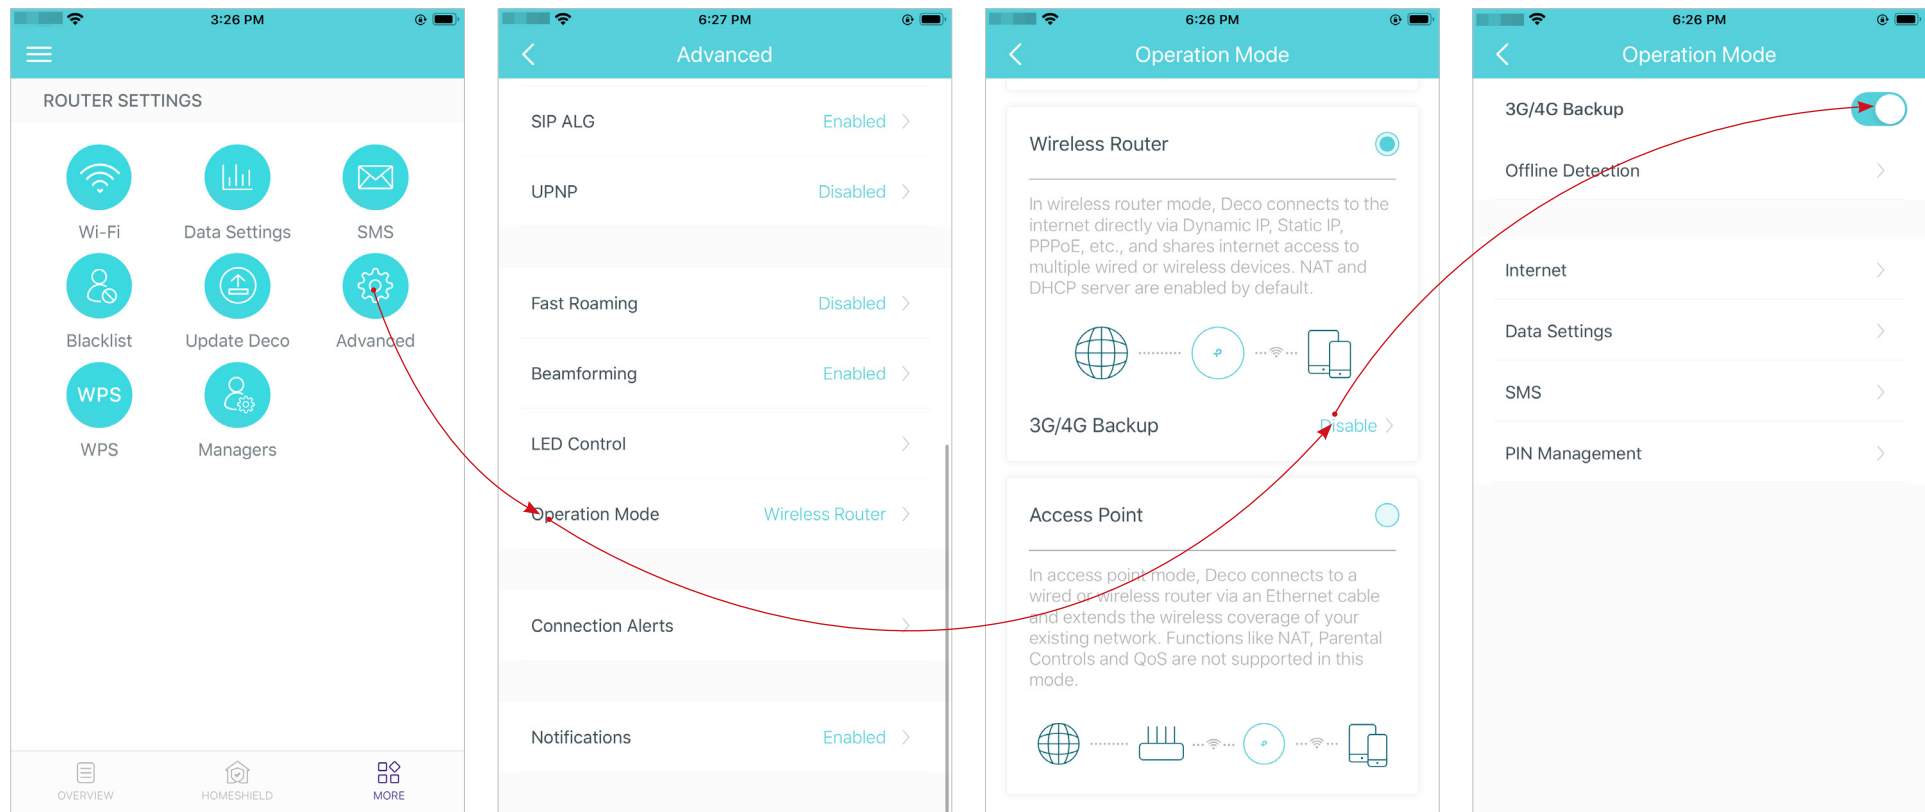 3:26 PM
ROUTER SETTINGS
Wi-Fi
Data Settings
SMS
Blacklist
Update Deco
Advanced
WPS
WPS
Managers
OVERVIEW
HOMESHIELD
MORE
6:27 PM
Advanced
SIP ALG
Enabled
UPNP
Disabled
Fast Roaming
Disabled
Beamforming
Enabled
LED Control
Operation Mode
Wireless Router
Connection Alerts
Notifications
Enabled
6:26 PM
Operation Mode
Wireless Router
In wireless router mode, Deco connects to the
internet directly via Dynamic IP, Static IP,
PPPoE, etc., and shares internet access to
multiple wired or wireless devices. NAT and
DHCP server are enabled by default.
3G/4G Backup
Disable
Access Point
In access point mode, Deco connects to a
wired or wireless router via an Ethernet cable
and extends the wireless coverage of your
existing network. Functions like NAT, Parental
Controls and QoS are not supported in this
mode.
6:26 PM
Operation Mode
3G/4G Backup
Offline Detection
Internet
Data Settings
SMS
PIN Management